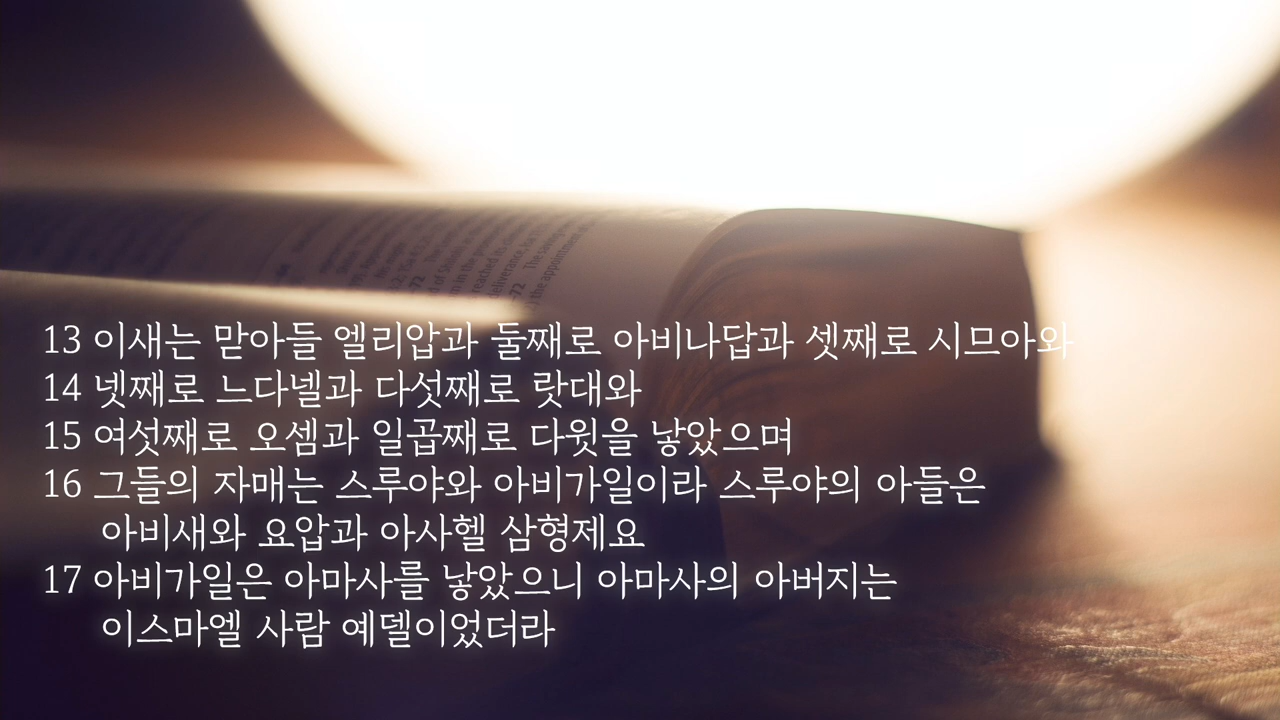 13 이새는 맏아들 엘리압과 둘째로 아비나답과 셋째로 시므아와
14 넷째로 느다넬과 다섯째로 랏대와
15 여섯째로 오셈과 일곱째로 다윗을 낳았으며
16 그들의 자매는 스루야와 아비가일이라 스루야의 아들은
아비새와 요압과 아사헬 삼형제요
17 아비가일은 아마사를 낳았으니 아마사의 아버지는
이스마엘 사람 예델이었더라